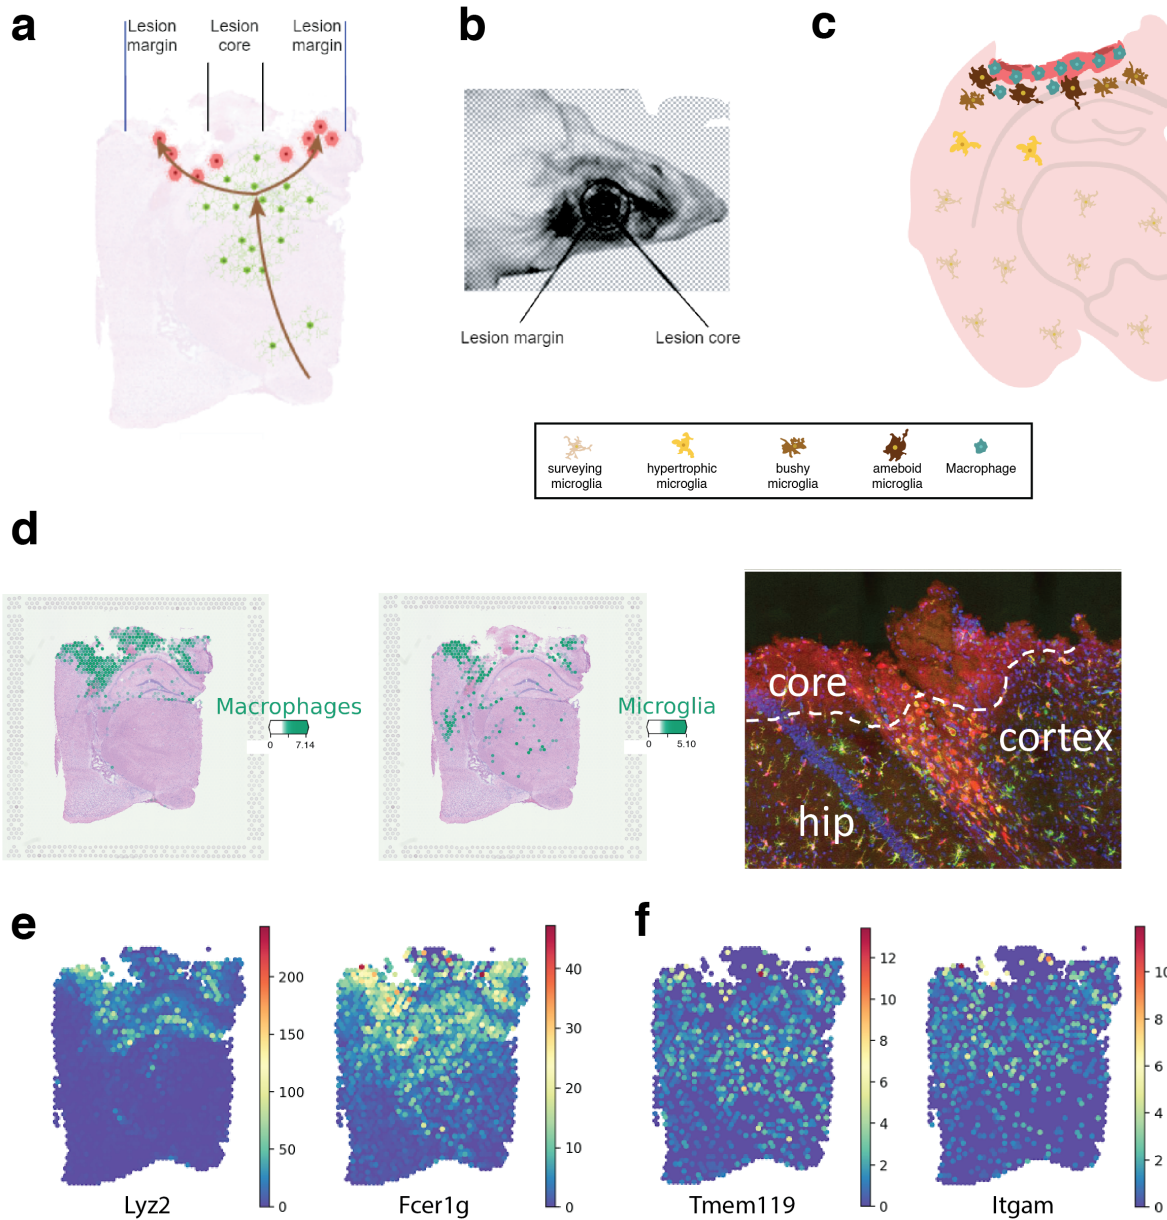 a
Lesion margin
Lesion core
Lesion margin
b
Lesion margin
Lesion core
c
surveying microglia
hypertrophic microglia
bushy microglia
ameboid microglia
Macrophage
d
Macrophages
0 7.14
Microglia
0 5.10
core
cortex
hip
e
200
150
100
50
0
Lyz2
40
30
20
10
0
Fcer1g
f
12
10
8
6
4
2
0
Tmem119
10
8
6
4
2
0
Itgam